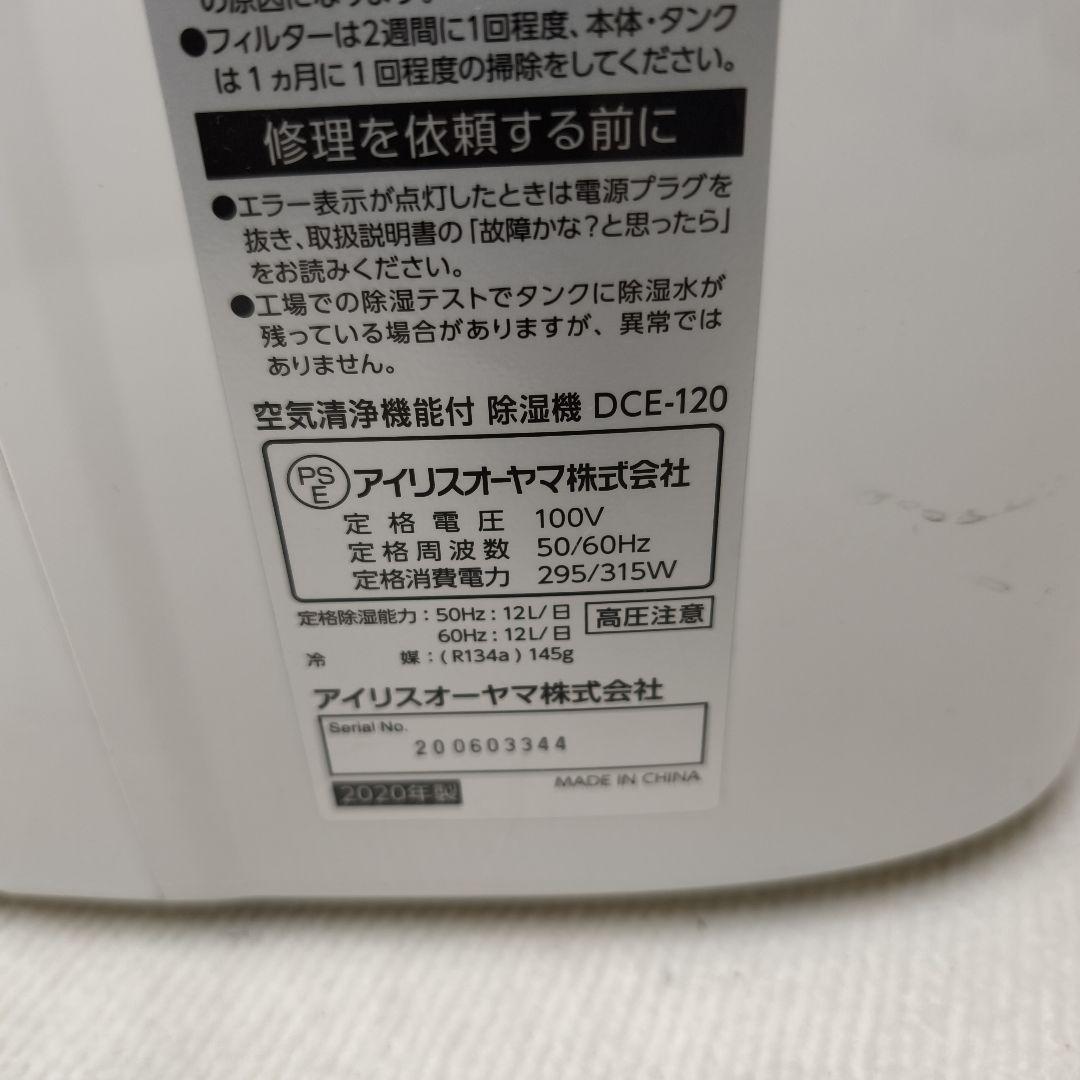 の原因になります。
●フィルターは2週間に1回程度、本体・タンク
は1ヵ月に1回程度の掃除をしてください。
修理を依頼する前に
●エラー表示が点灯したときは電源プラグを
抜き、取扱説明書の「故障かな?と思ったら」
をお読みください。
●工場での除湿テストでタンクに除湿水が
残っている場合がありますが、異常では
ありません。
空気清浄機能付 除湿機 DCE-120
PS
E
アイリスオーヤマ株式会社
定格電圧 100V
定格周波数 50/60Hz
定格消費電力 295/315W
定格除湿能力:50Hz:12L/日
60Hz:12L/日
高圧注意
冷媒:(R134a)145g
アイリスオーヤマ株式会社
Serial No.
200603344
2020年製
MADE IN CHINA